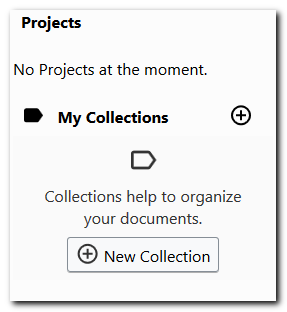 Projects
No Projects at the moment.
My Collections
Collections help to organize
your documents.
New Collection